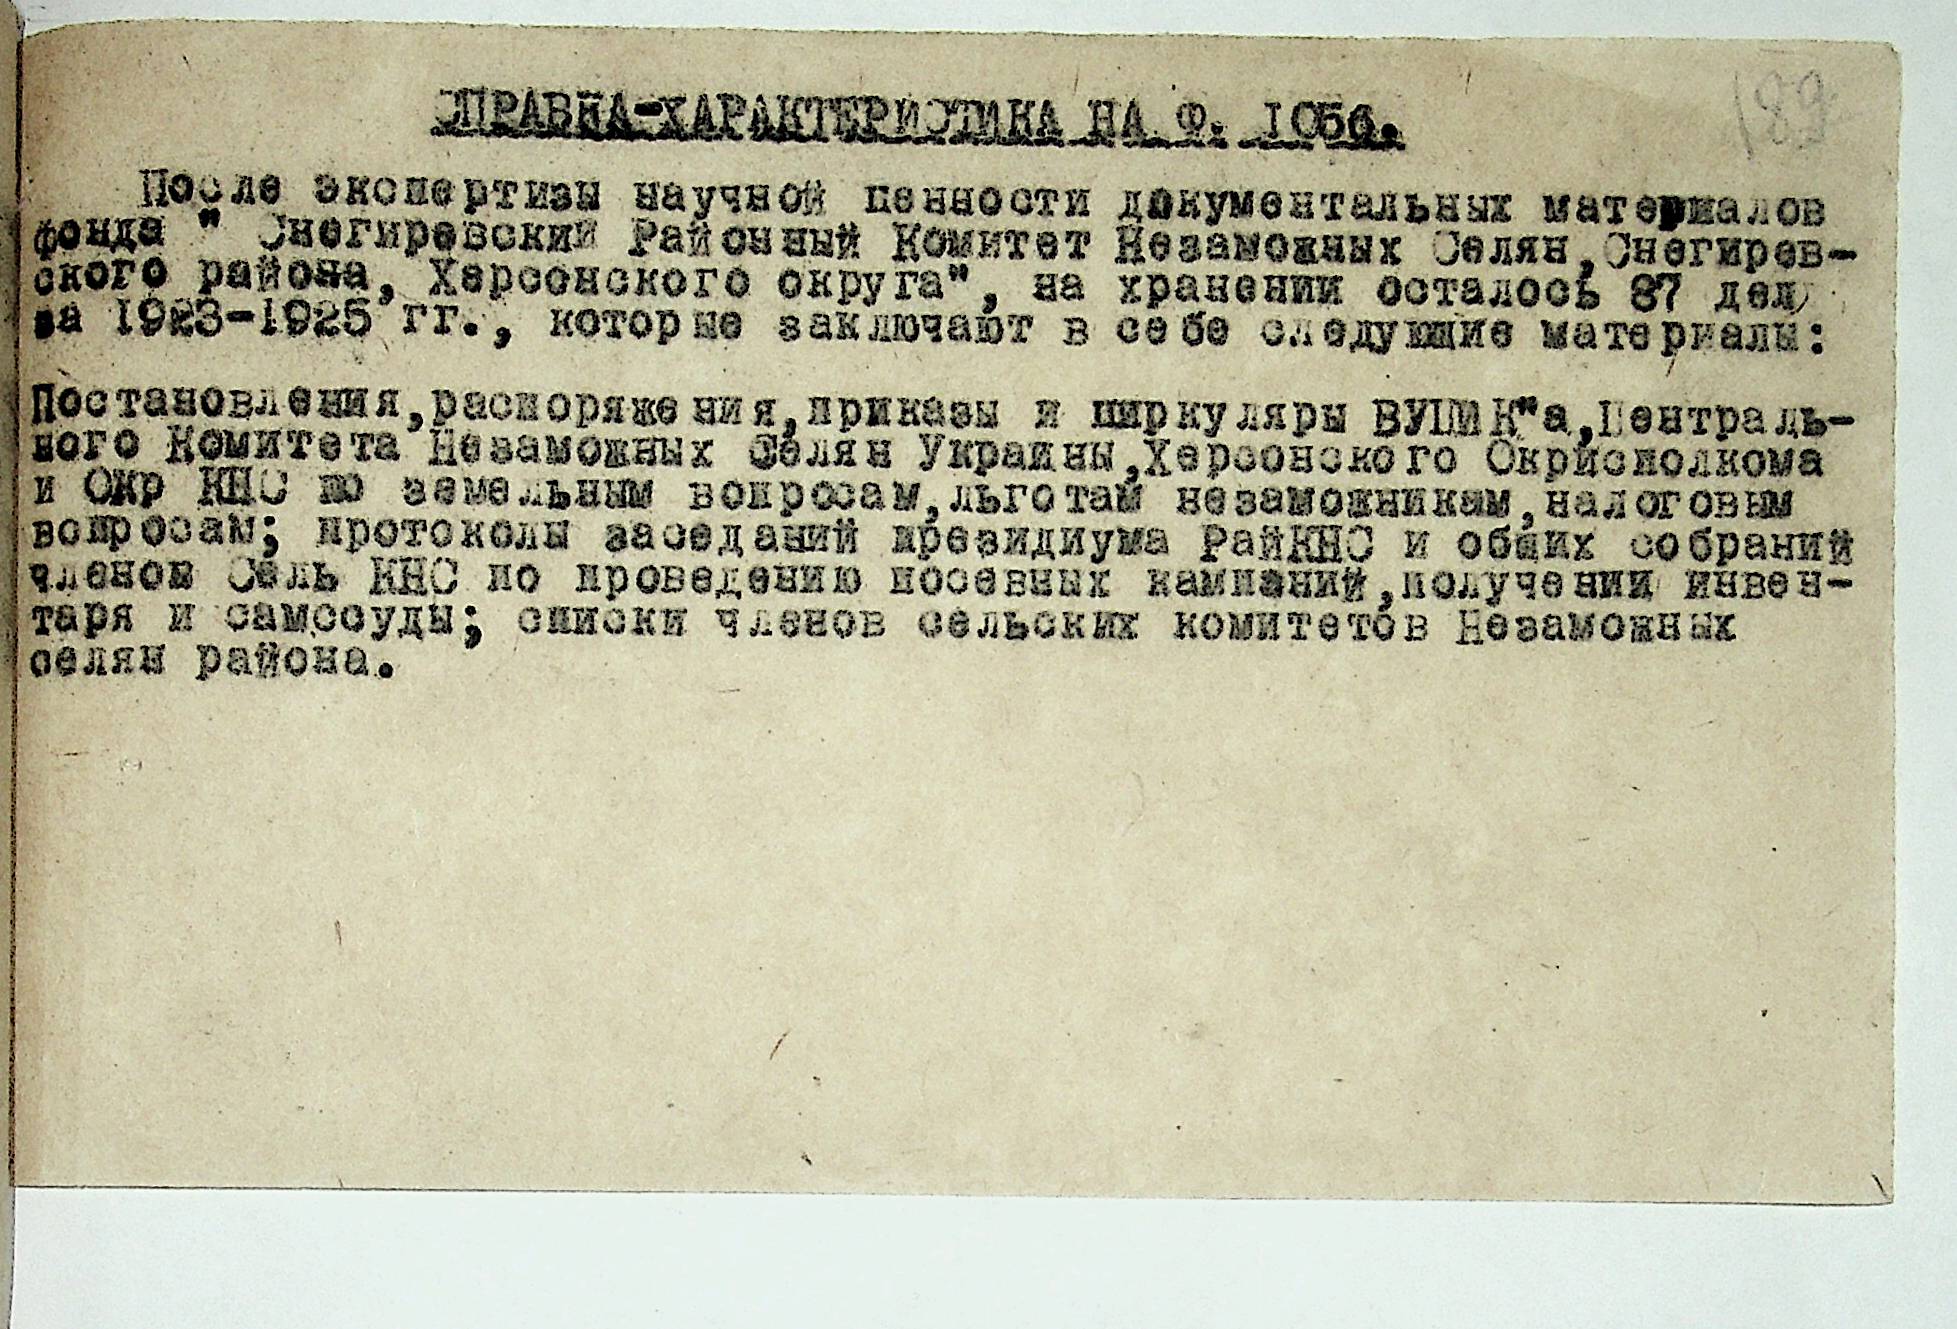 СПРАВКА-ХАРАКТЕРИСТИКА НА Ф. 1056.
После экспертизы научной ценности документальных материалов
фонда " Снегиревский Районный Комитет Незаможных Селян,Снегирев-
ского района, Херсонского округа", на хранении осталось 87 дел
за 1923-1925 гг., которые заключают в себе следующие материалы:
Постановления,распоряжения,приказы и циркуляры ВУЦИК"а,Централь-
ного Комитета Незаможных Селян Украины,Херсонского Окрисполкома
и Окр КНС по земельным вопросам,льготам незаможникам,налоговым
вопросам; протоколы заседаний президиума РайКНС и общих собраний
членов Сель КНС по проведению посевных кампаний,получении инвен-
таря и самссуды; списки членов сельских комитетов Незаможных
селян района.